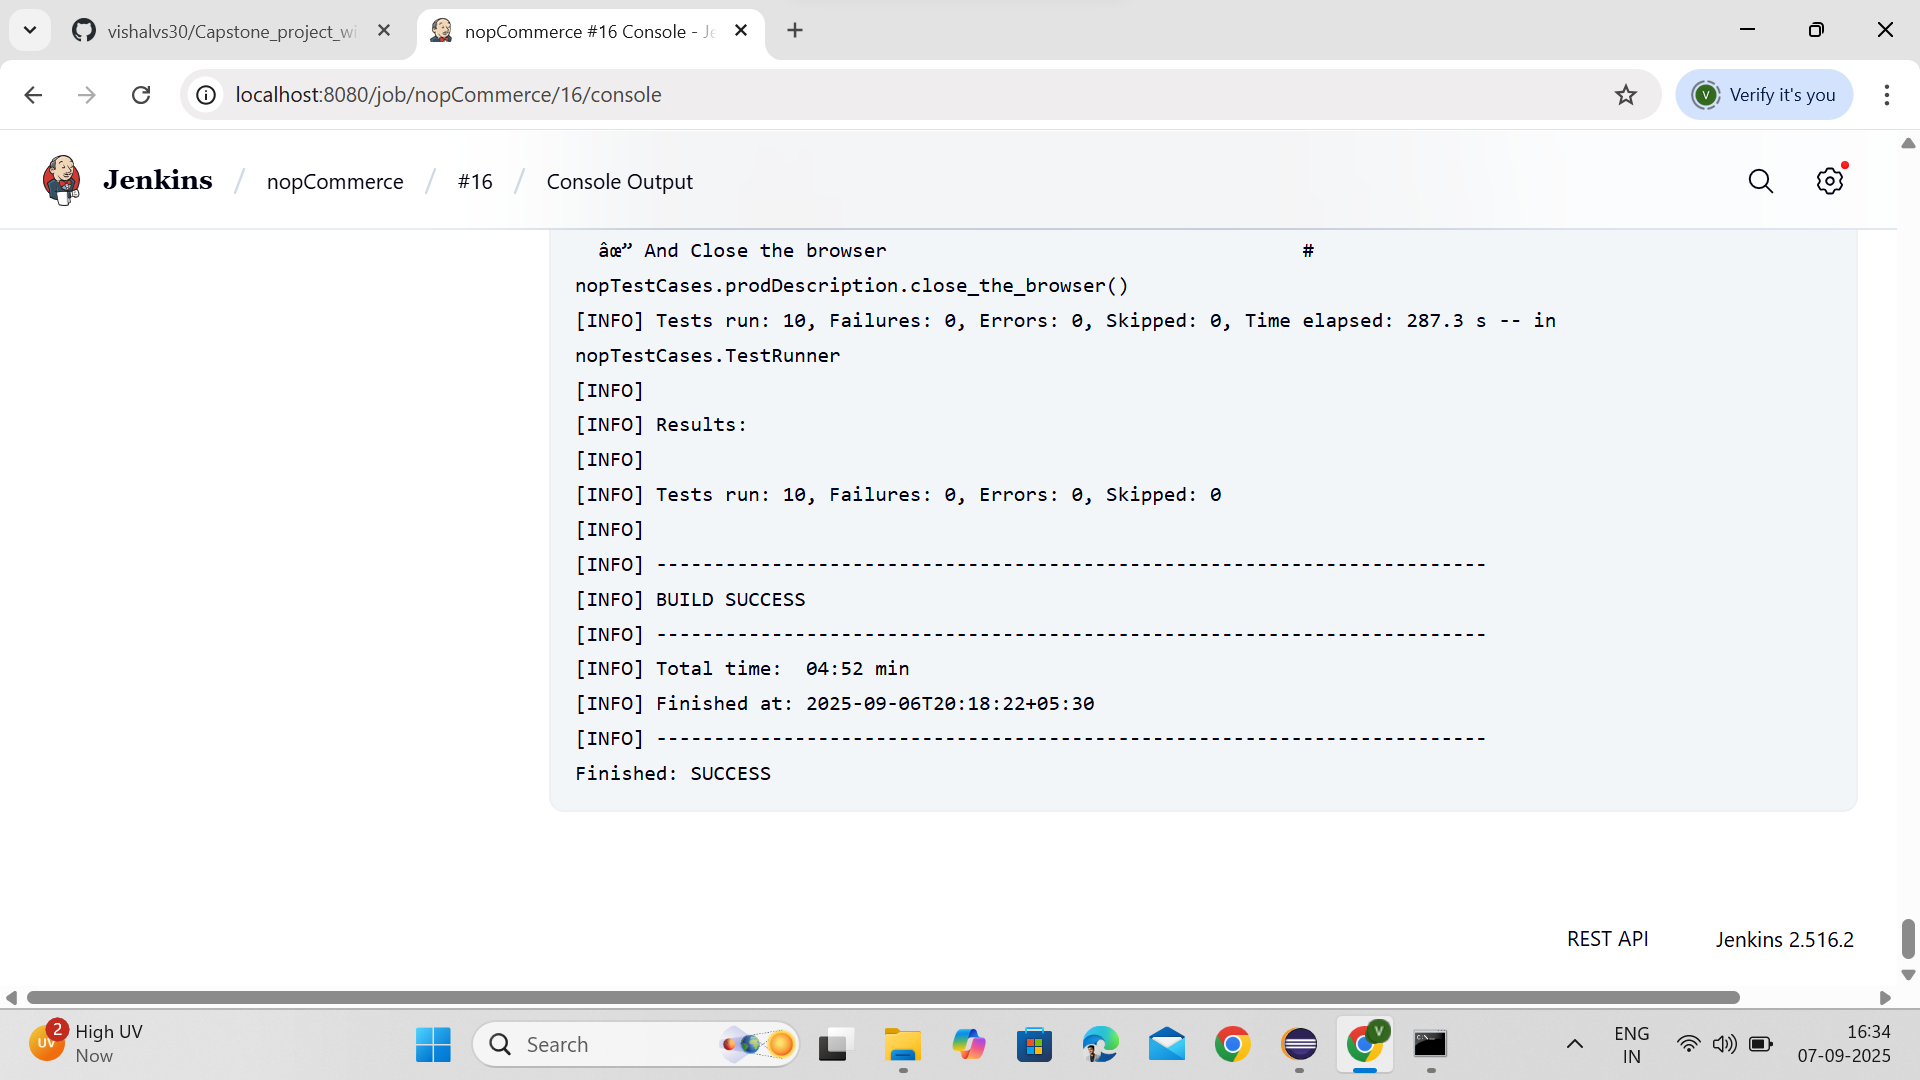 vishalvs30/Capstone_project_wi
nopCommerce #16 Console - Je
localhost:8080/job/nopCommerce/16/console
V
Verify it's you
Jenkins / nopCommerce / #16 / Console Output
âœ” And Close the browser #
nopTestCases.prodDescription.close_the_browser()
[INFO] Tests run: 10, Failures: 0, Errors: 0, Skipped: 0, Time elapsed: 287.3 s -- in
nopTestCases.TestRunner
[INFO]
[INFO] Results:
[INFO]
[INFO] Tests run: 10, Failures: 0, Errors: 0, Skipped: 0
[INFO]
[INFO] ------------------------------------------------------------------------
[INFO] BUILD SUCCESS
[INFO] ------------------------------------------------------------------------
[INFO] Total time:  04:52 min
[INFO] Finished at: 2025-09-06T20:18:22+05:30
[INFO] ------------------------------------------------------------------------
Finished: SUCCESS
REST API
Jenkins 2.516.2
UV
2
High UV
Now
Search
V
ENG
IN
16:34
07-09-2025